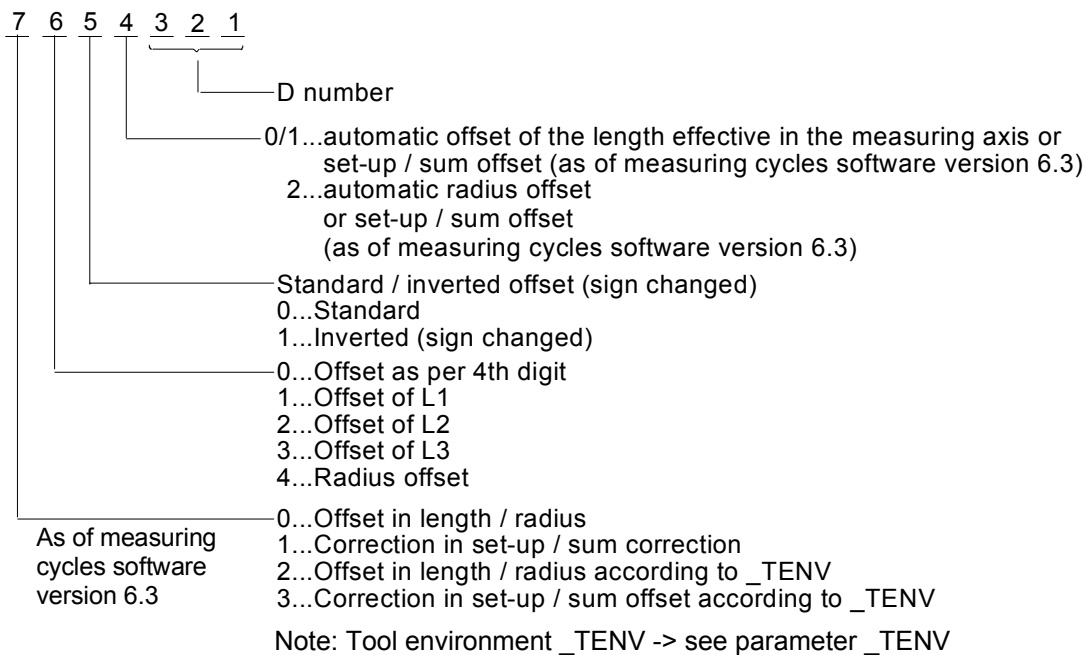 7 6 5 4 3 2 1
D number
0/1...automatic offset of the length effective in the measuring axis or
set-up / sum offset (as of measuring cycles software version 6.3)
2...automatic radius offset
or set-up / sum offset
(as of measuring cycles software version 6.3)
Standard / inverted offset (sign changed)
0...Standard
1...Inverted (sign changed)
0...Offset as per 4th digit
1...Offset of L1
2...Offset of L2
3...Offset of L3
4...Radius offset
As of measuring
cycles software
version 6.3
0...Offset in length / radius
1...Correction in set-up / sum correction
2...Offset in length / radius according to _TENV
3...Correction in set-up / sum offset according to _TENV
Note: Tool environment _TENV -> see parameter _TENV